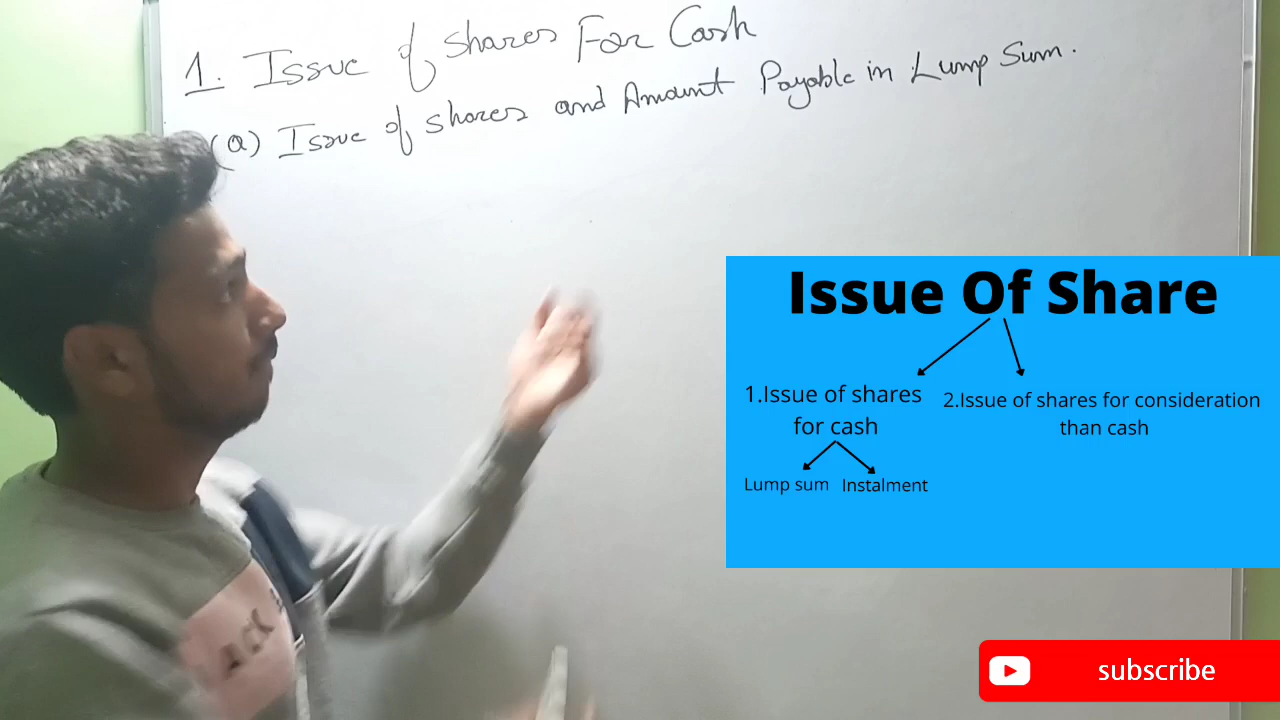 1. Issue of shares For Cash
(a) Issue of shares and Amount Payable in Lump Sum.
Issue Of Share
1.Issue of shares
for cash
2.Issue of shares for consideration
than cash
Lump sum
Instalment
ACK
subscribe